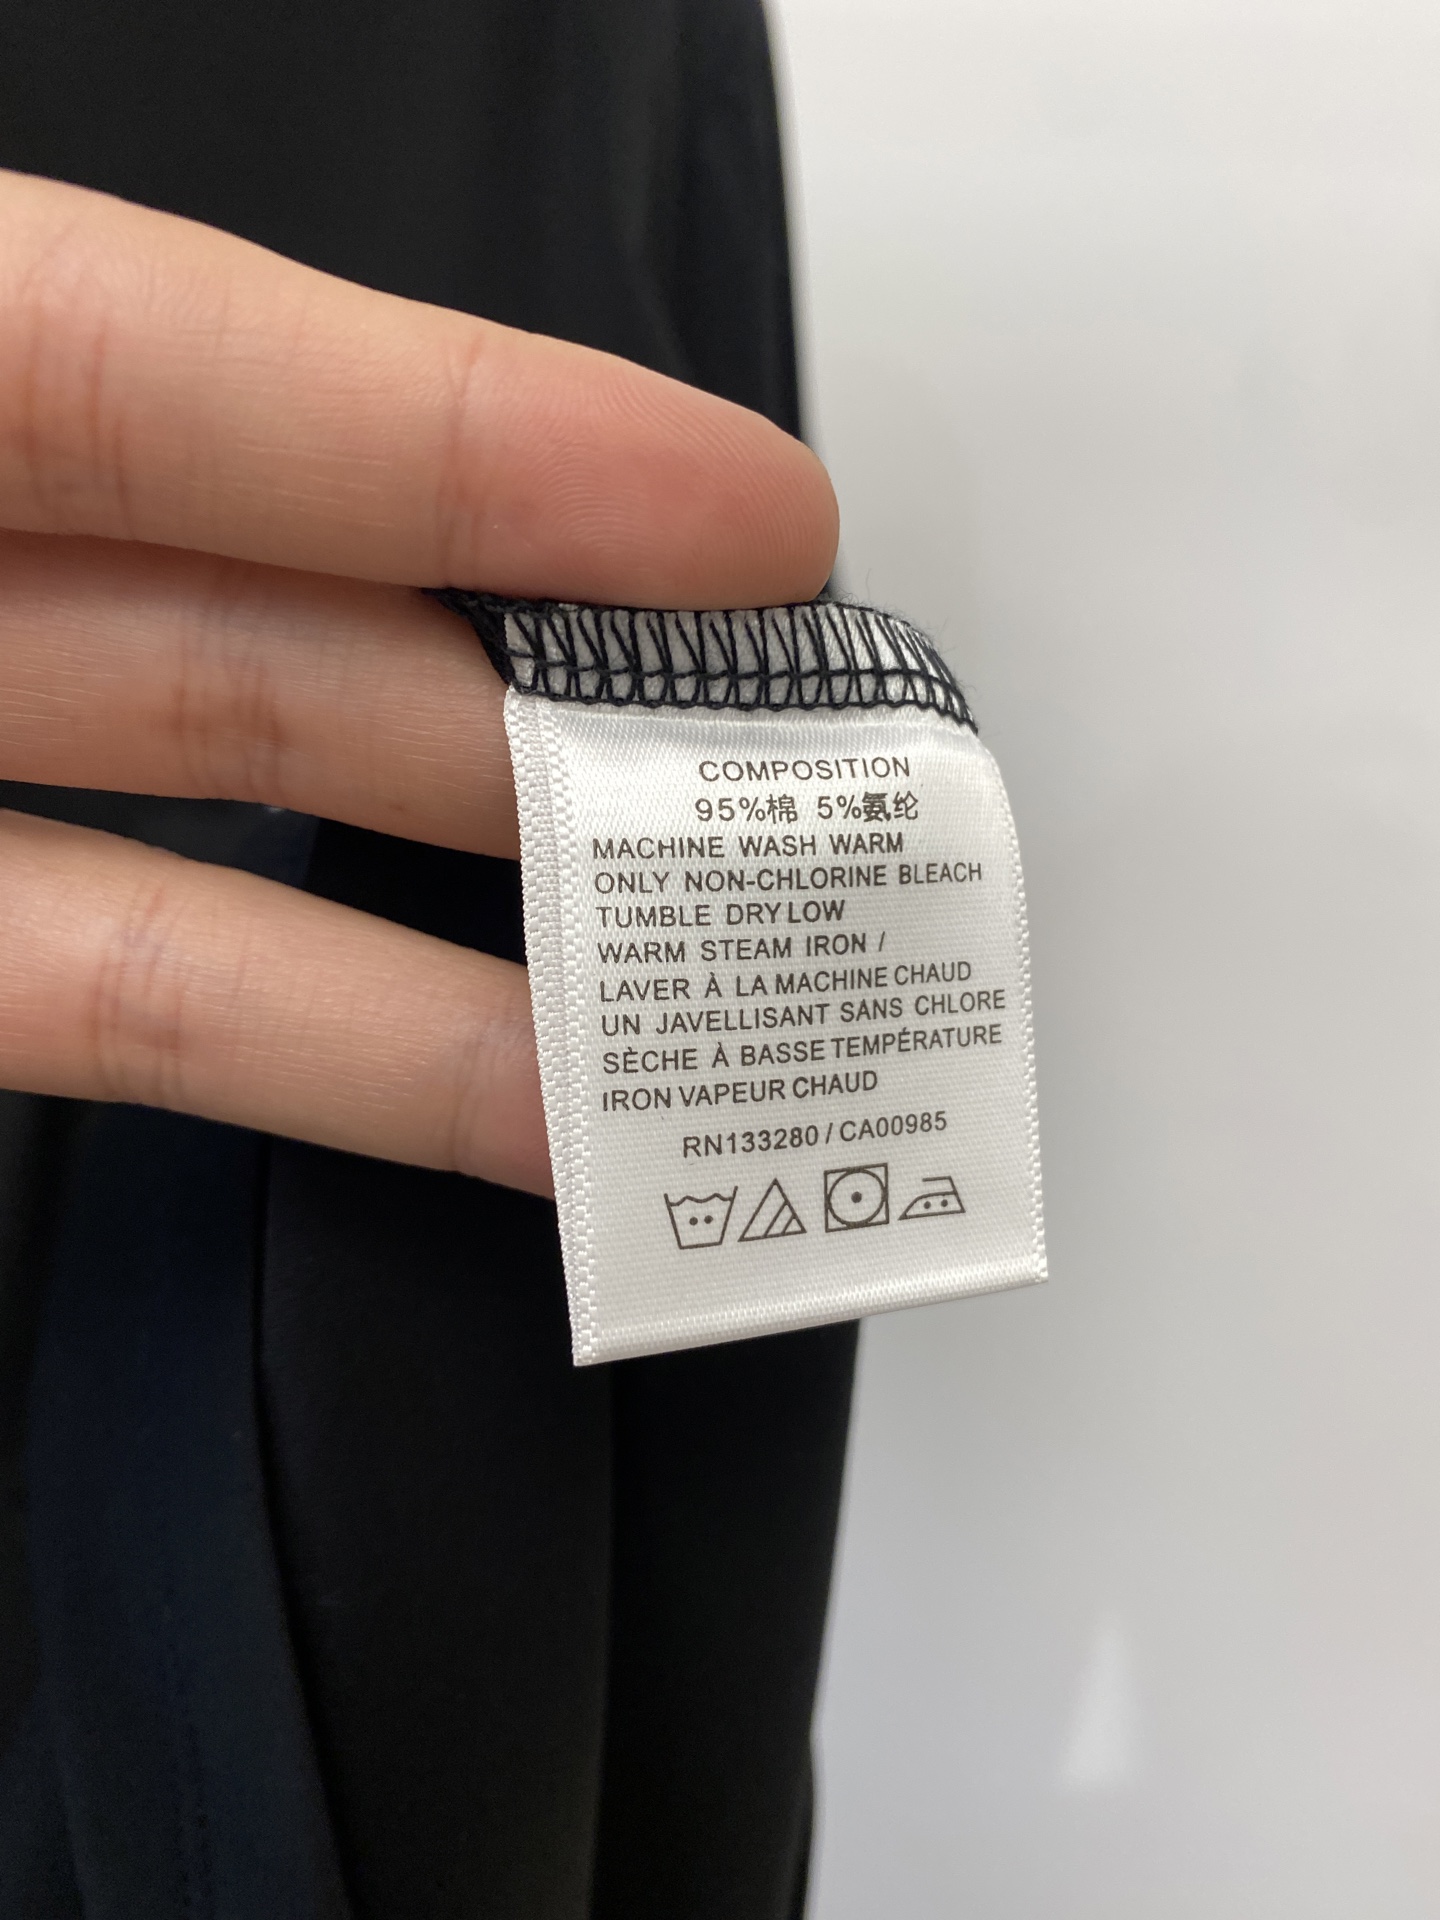 COMPOSITION
95%棉 5%氨纶
MACHINE WASH WARM
ONLY NON-CHLORINE BLEACH
TUMBLE DRY LOW
WARM STEAM IRON /
LAVER À LA MACHINE CHAUD
UN JAVELLISANT SANS CHLORE
SÈCHE À BASSE TEMPÉRATURE
IRON VAPEUR CHAUD
RN133280 / CA00985